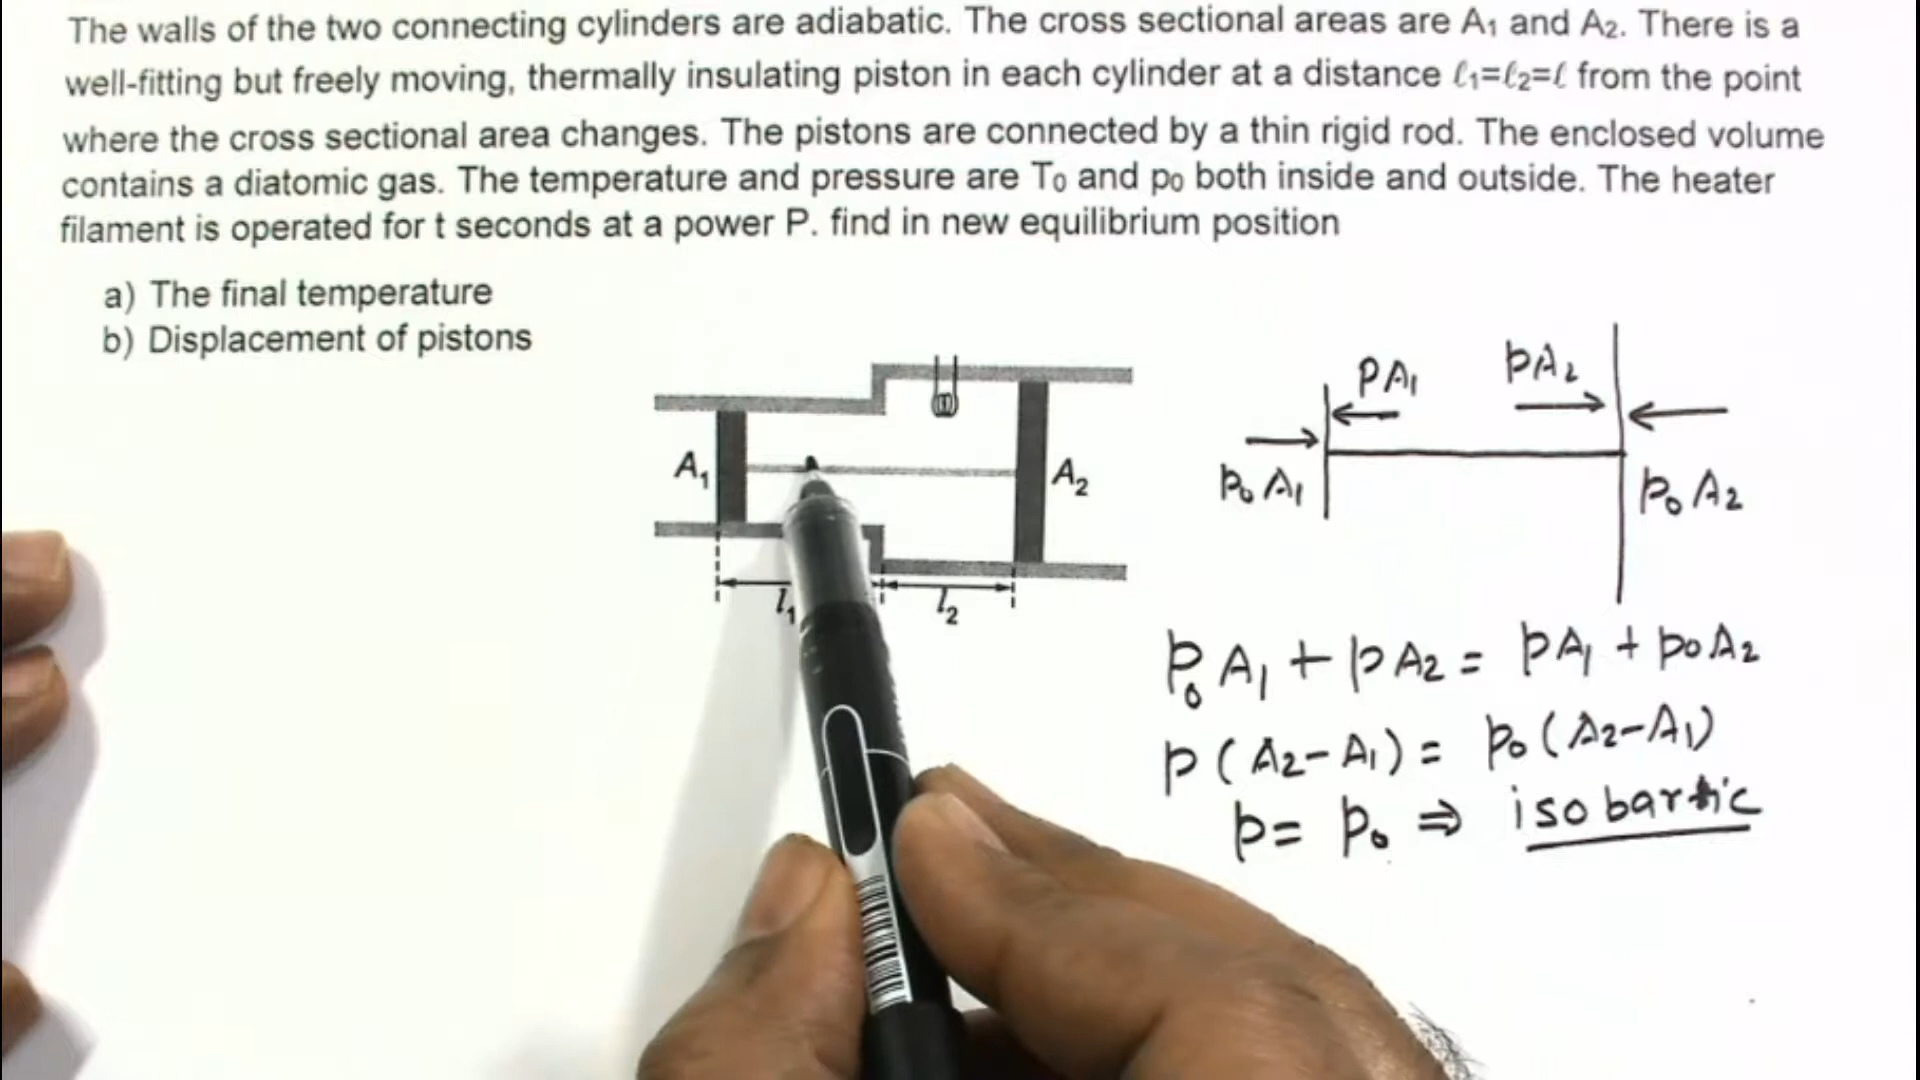 The walls of the two connecting cylinders are adiabatic. The cross sectional areas are A₁ and A₂. There is a
well-fitting but freely moving, thermally insulating piston in each cylinder at a distance ℓ₁=ℓ₂=ℓ from the point
where the cross sectional area changes. The pistons are connected by a thin rigid rod. The enclosed volume
contains a diatomic gas. The temperature and pressure are T₀ and p₀ both inside and outside. The heater
filament is operated for t seconds at a power P. find in new equilibrium position
a) The final temperature
b) Displacement of pistons
A₁
A₂
l₁
l₂
pA₁
pA₂
p₀A₁
p₀A₂
p₀A₁ + pA₂ = pA₁ + p₀A₂
p(A₂-A₁) = p₀(A₂-A₁)
p = p₀ ⇒ isobartic